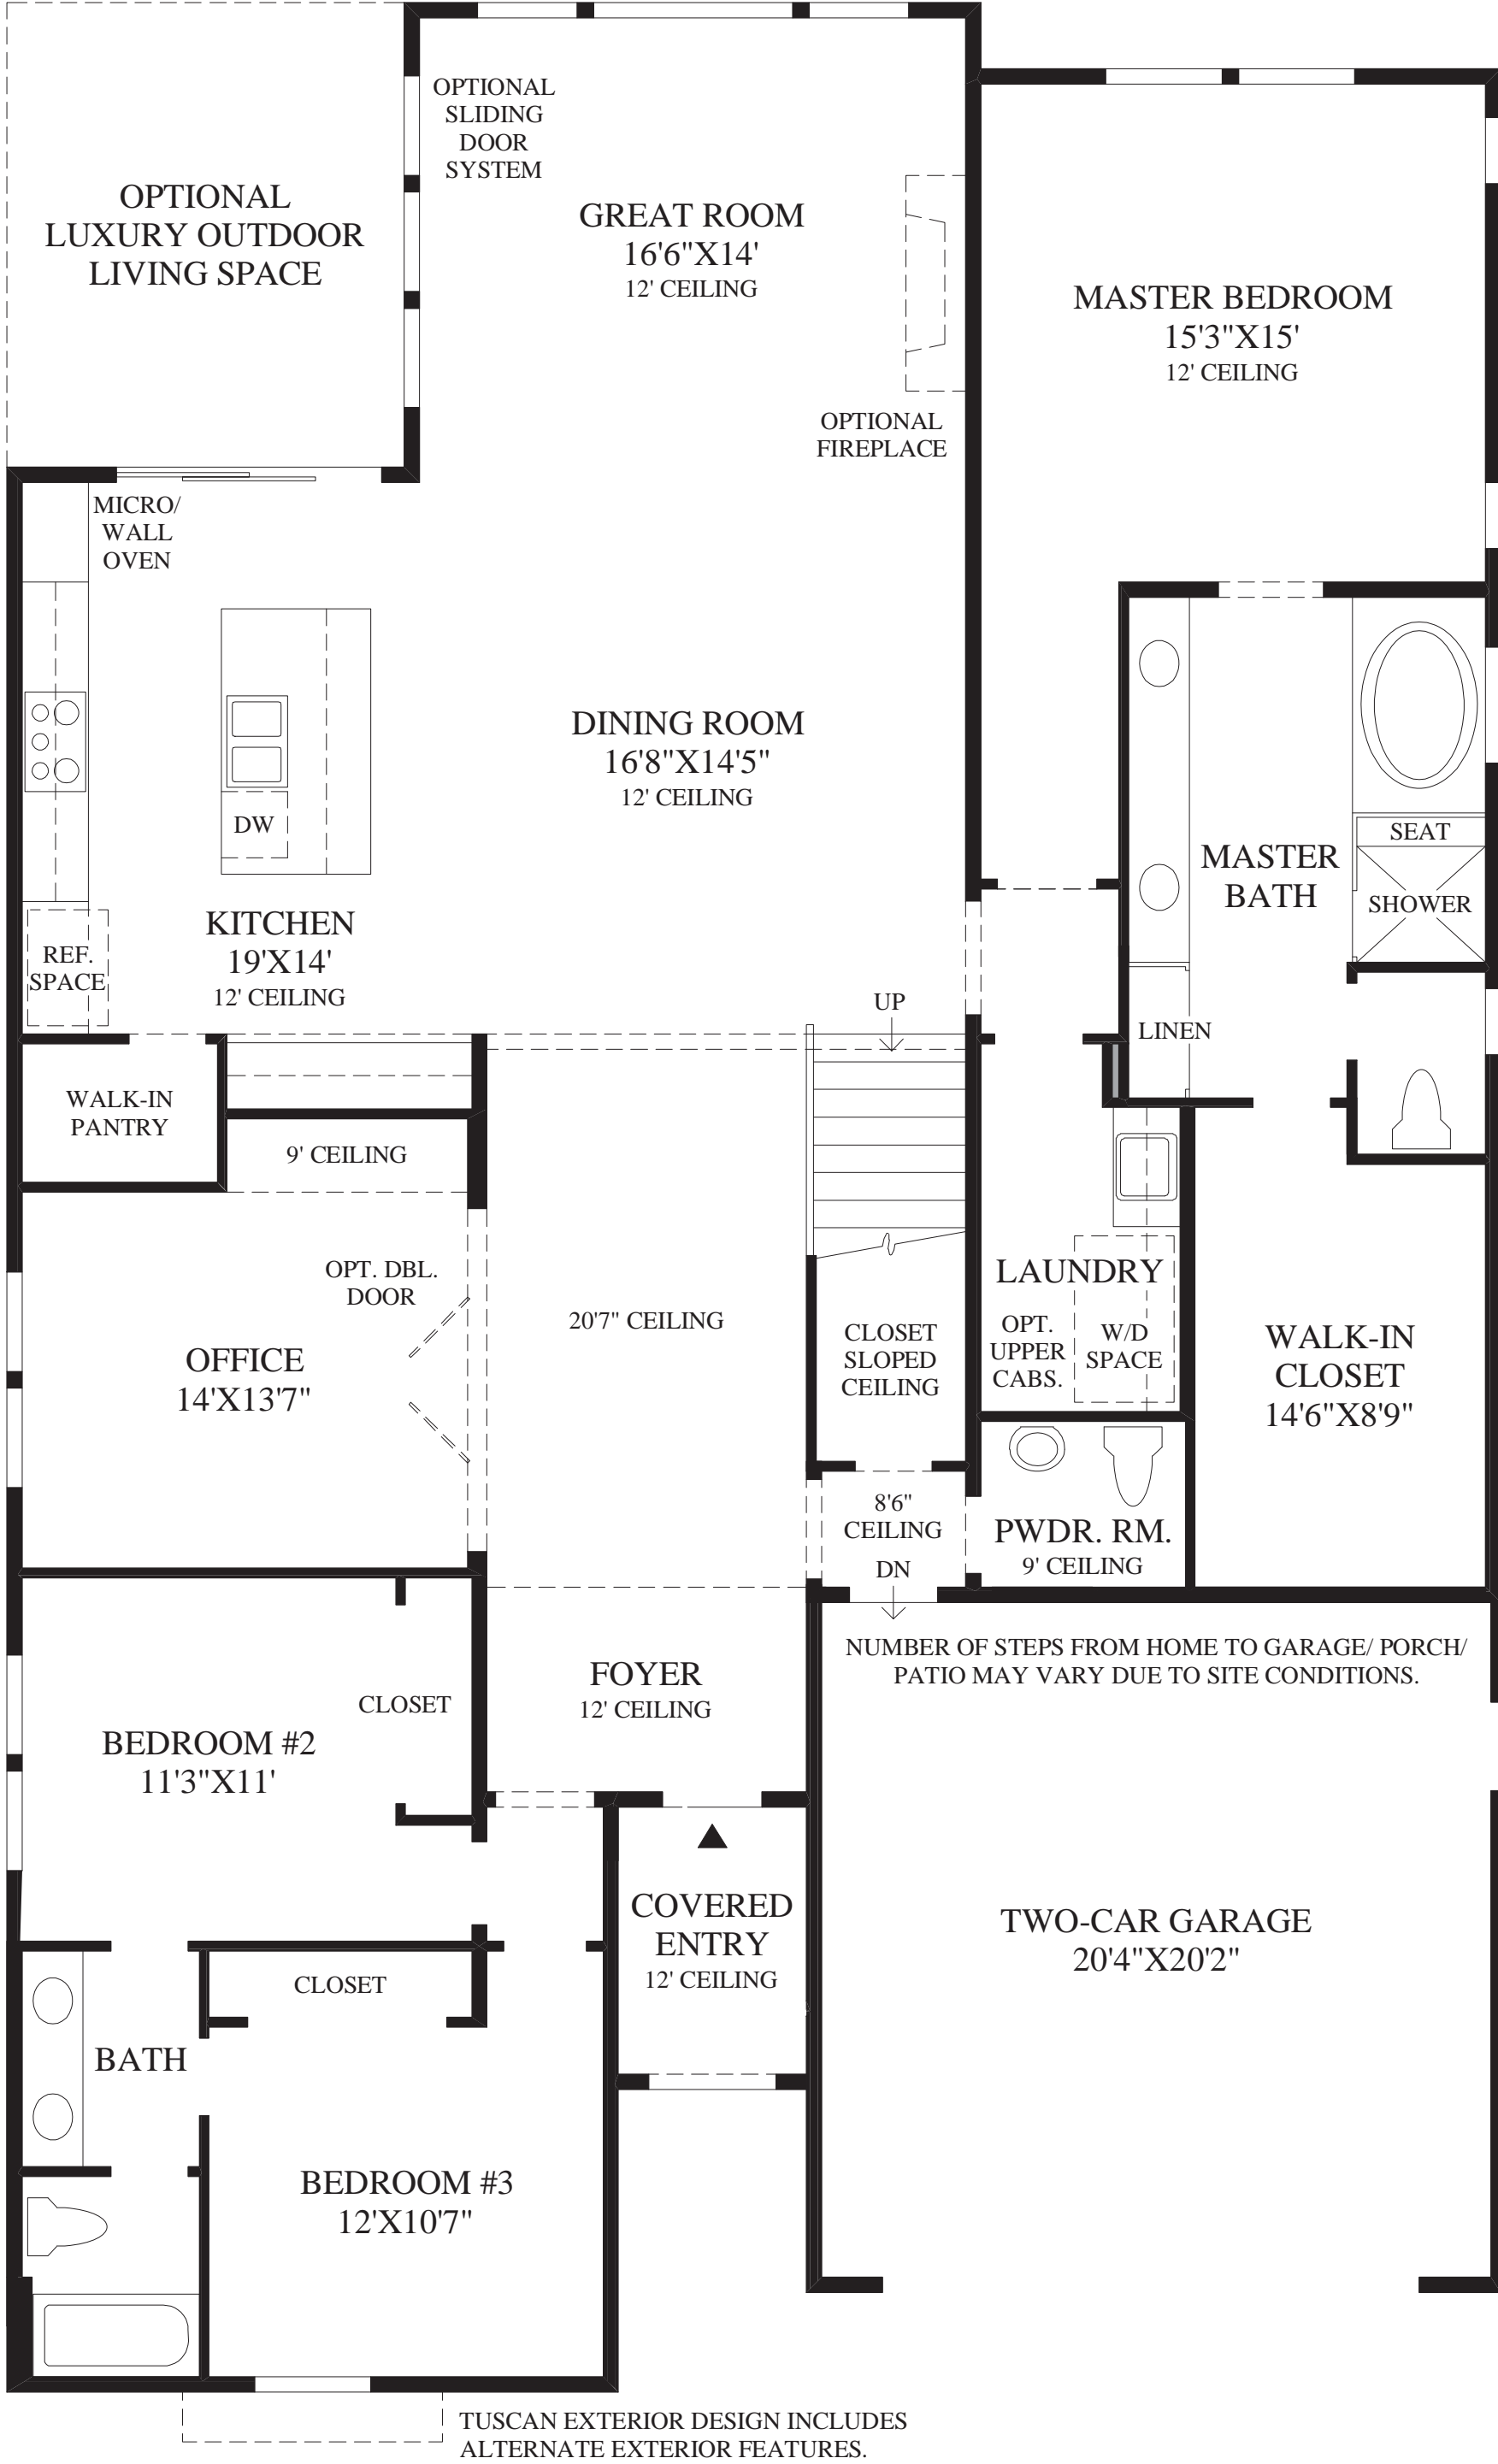 OPTIONAL
SLIDING
DOOR
SYSTEM
OPTIONAL
LUXURY OUTDOOR
LIVING SPACE
GREAT ROOM
16'6"X14'
12' CEILING
MASTER BEDROOM
15'3"X15'
12' CEILING
OPTIONAL
FIREPLACE
MICRO/
WALL
OVEN
DINING ROOM
16'8"X14'5"
12' CEILING
DW
SEAT
MASTER
BATH
SHOWER
KITCHEN
19'X14'
12' CEILING
REF.
SPACE
UP
LINEN
WALK-IN
PANTRY
9' CEILING
OPT. DBL.
DOOR
LAUNDRY
20'7" CEILING
CLOSET
SLOPED
CEILING
OPT.
UPPER
CABS.
W/D
SPACE
OFFICE
14'X13'7"
WALK-IN
CLOSET
14'6"X8'9"
8'6"
CEILING
DN
PWDR. RM.
9' CEILING
NUMBER OF STEPS FROM HOME TO GARAGE/ PORCH/
PATIO MAY VARY DUE TO SITE CONDITIONS.
FOYER
12' CEILING
CLOSET
BEDROOM #2
11'3"X11'
COVERED
ENTRY
12' CEILING
TWO-CAR GARAGE
20'4"X20'2"
CLOSET
BATH
BEDROOM #3
12'X10'7"
TUSCAN EXTERIOR DESIGN INCLUDES
ALTERNATE EXTERIOR FEATURES.